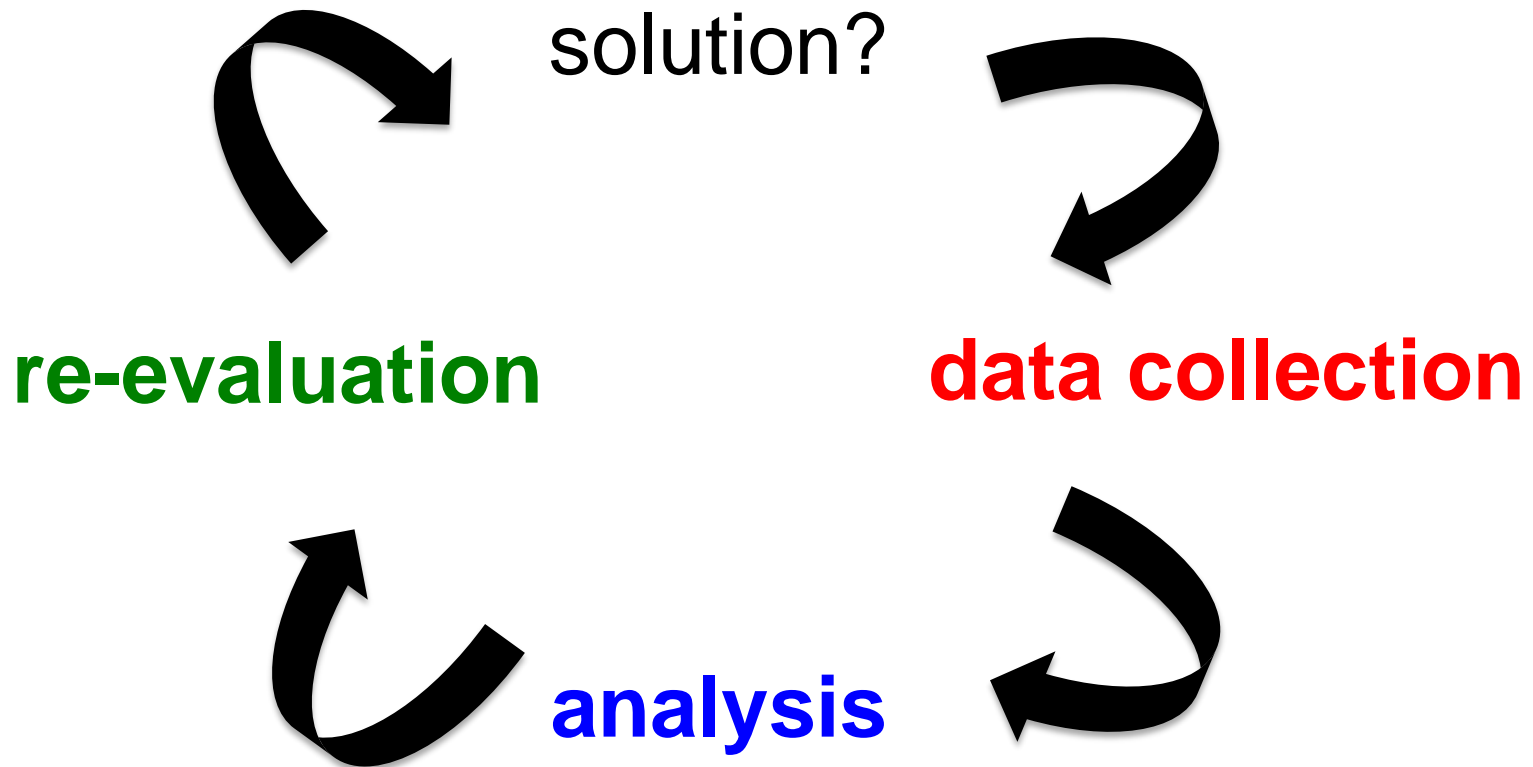 solution?
re-evaluation
data collection
analysis